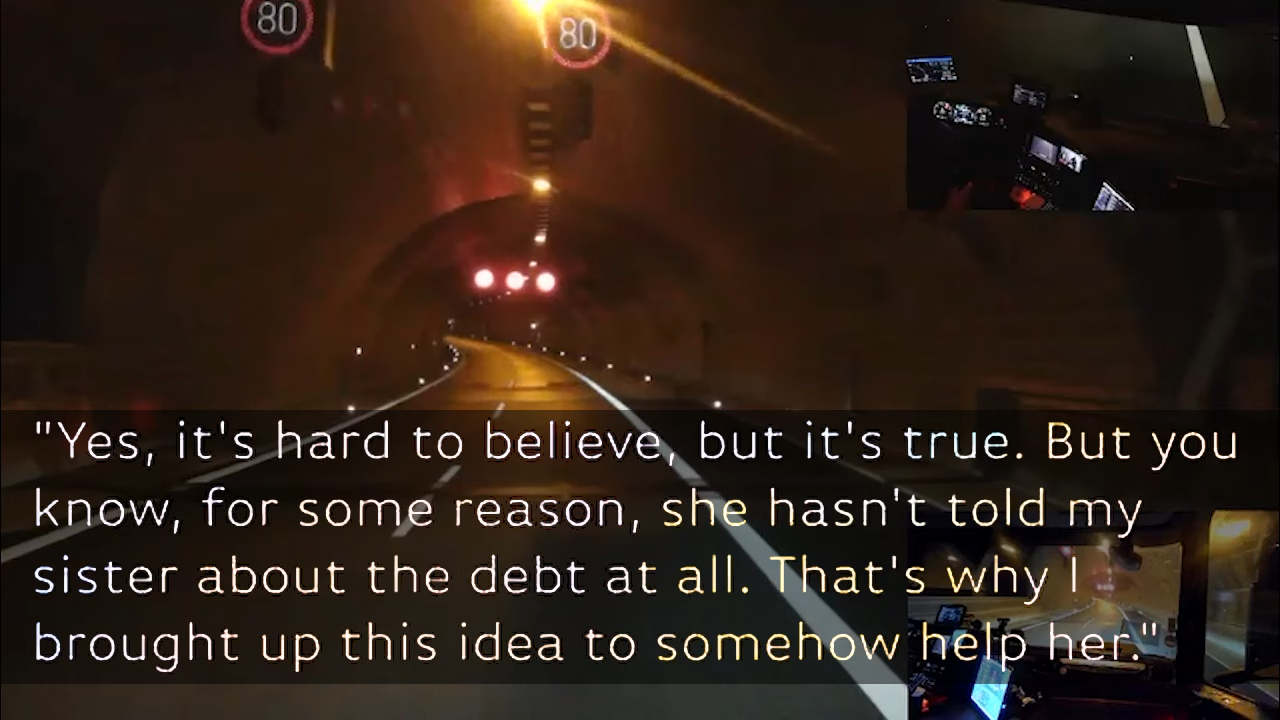 80
80
"Yes, it's hard to believe, but it's true. But you
know, for some reason, she hasn't told my
sister about the debt at all. That's why I
brought up this idea to somehow help her."